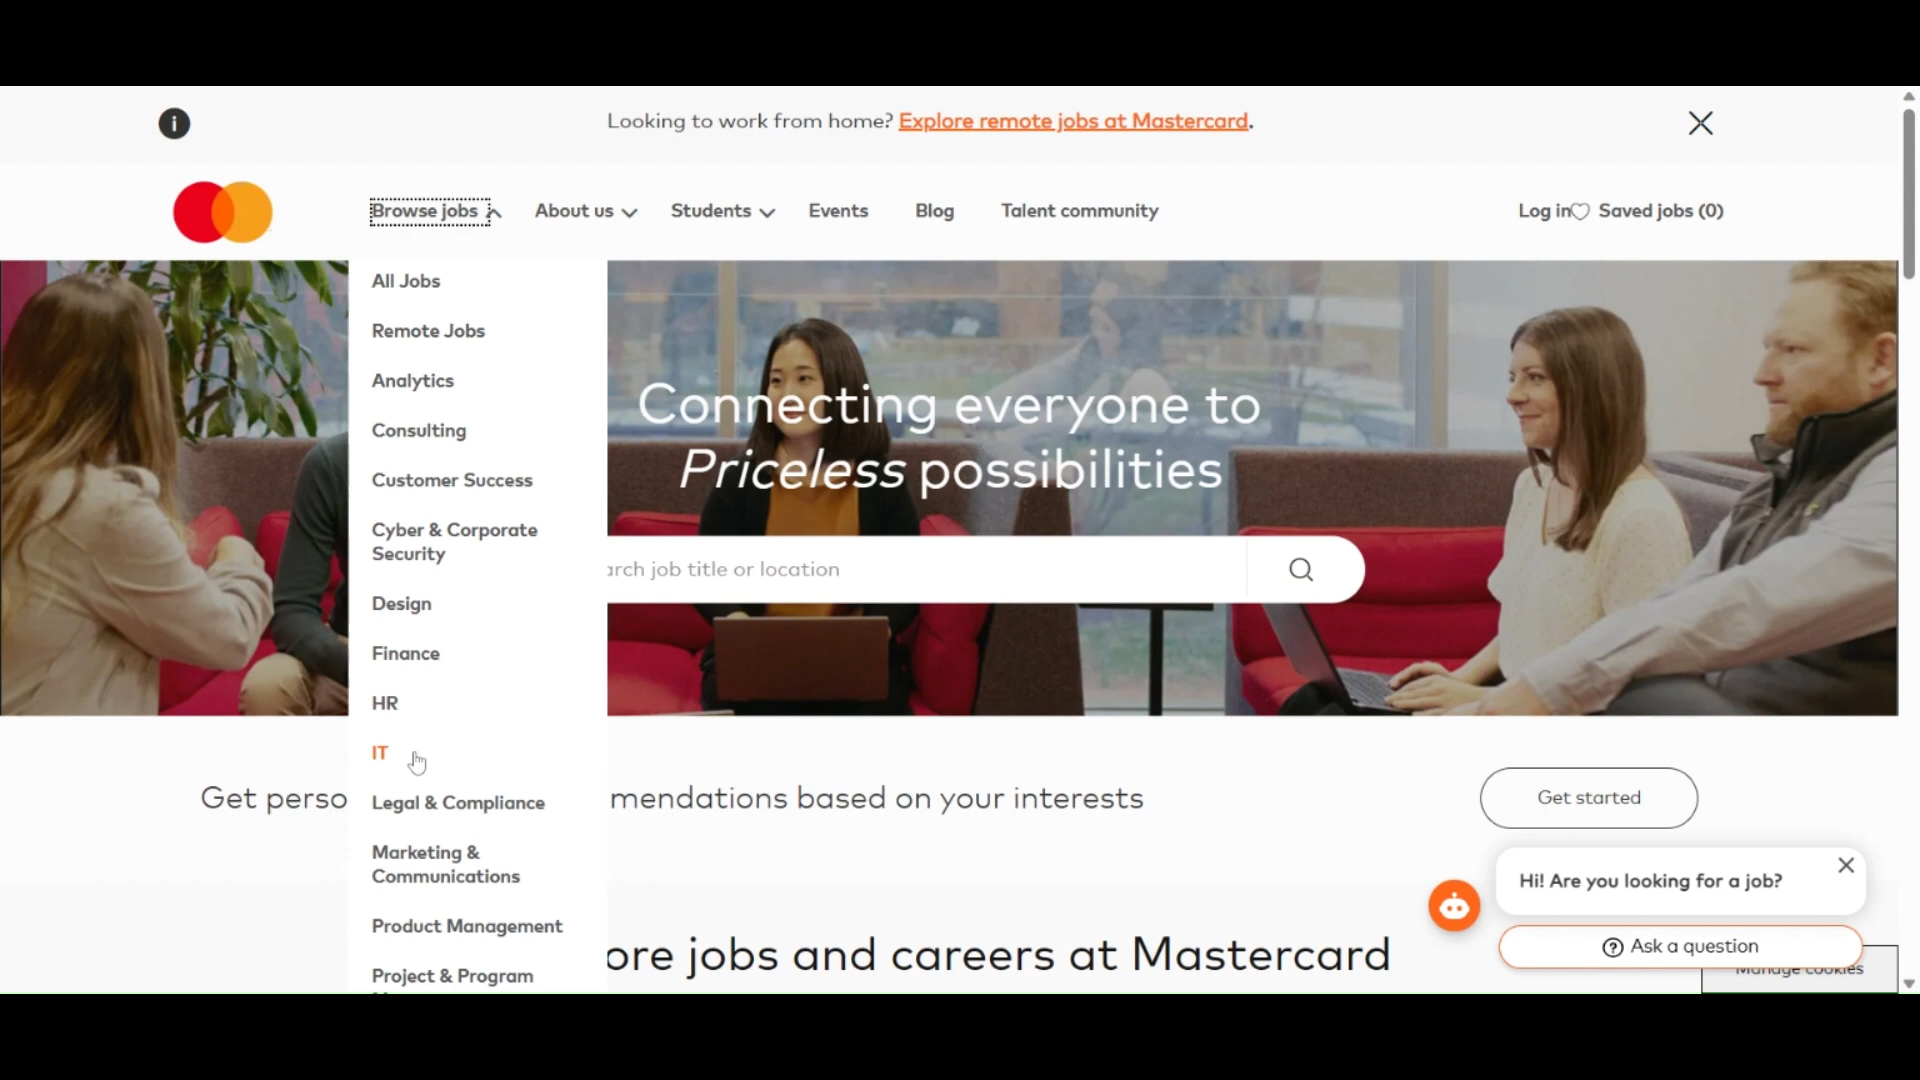 Looking to work from home? Explore remote jobs at Mastercard.
Browse jobs
About us
Students
Events
Blog
Talent community
Log in
Saved jobs (0)
All Jobs
Remote Jobs
Analytics
Consulting
Customer Success
Cyber & Corporate
Security
Design
Finance
HR
IT
Legal & Compliance
Marketing &
Communications
Product Management
Project & Program
Connecting everyone to
Priceless possibilities
arch job title or location
Get perso
mendations based on your interests
Get started
ore jobs and careers at Mastercard
Hi! Are you looking for a job?
Ask a question
Manage cookies